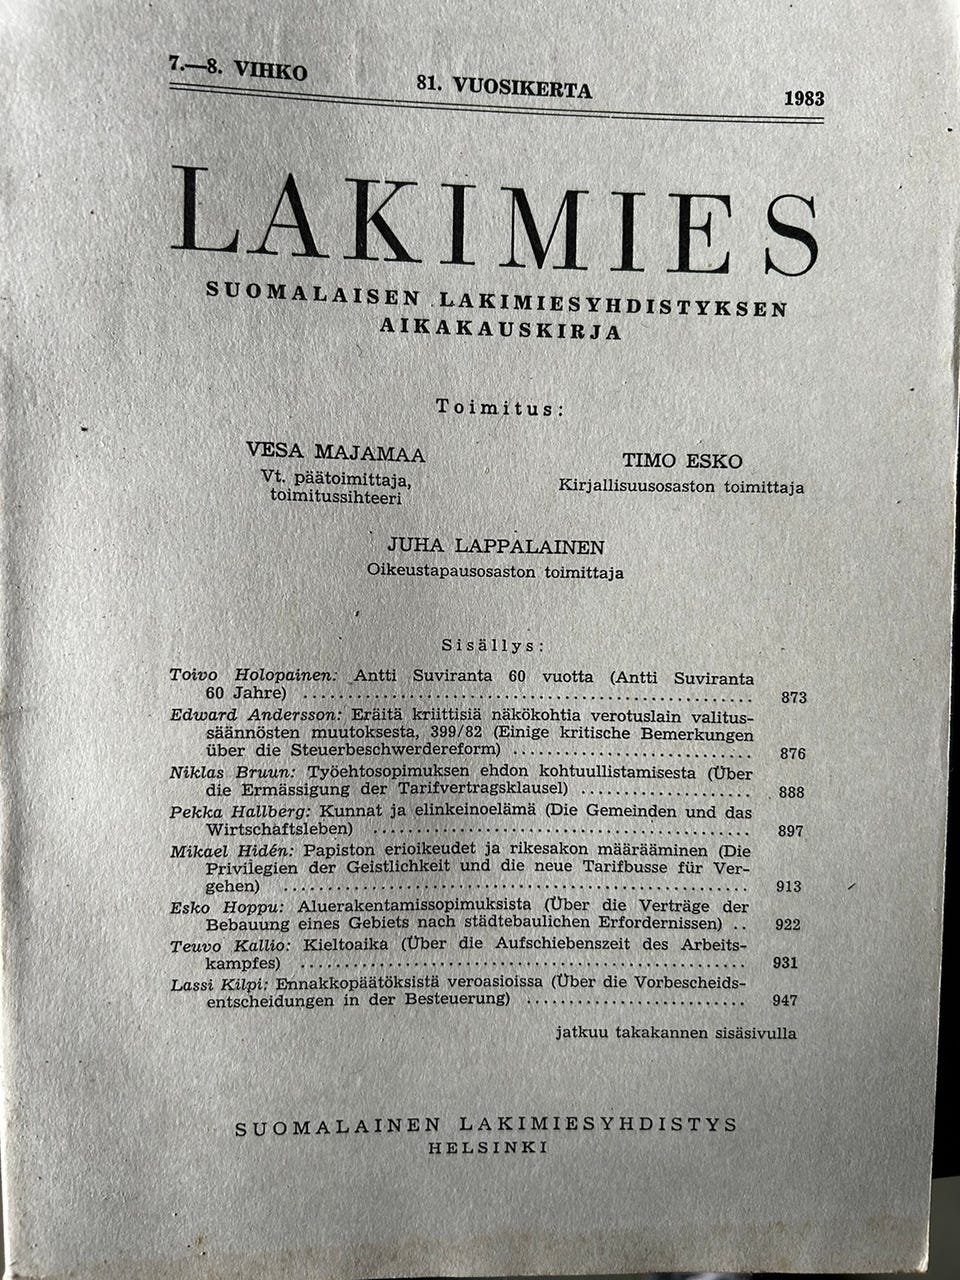 7.—8. VIHKO 81. VUOSIKERTA 1983
LAKIMIES
SUOMALAISEN LAKIMIESYHDISTYKSEN
AIKAKAUSKIRJA
Toimitus:
VESA MAJAMAA
Vt. päätoimittaja,
toimitussihteeri
TIMO ESKO
Kirjallisuusosaston toimittaja
JUHA LAPPALAINEN
Oikeustapausosaston toimittaja
Sisällys:
Toivo Holopainen: Antti Suviranta 60 vuotta (Antti Suviranta
60 Jahre) .................................................. 873
Edward Andersson: Eräitä kriittisiä näkökohtia verotuslain valitus-
säännösten muutoksesta, 399/82 (Einige kritische Bemerkungen
über die Steuerbeschwerdereform) ........................ 876
Niklas Bruun: Työehtosopimuksen ehdon kohtuullistamisesta (Über
die Ermässigung der Tarifvertragsklausel) .................. 888
Pekka Hallberg: Kunnat ja elinkeinoelämä (Die Gemeinden und das
Wirtschaftsleben) .......................................... 897
Mikael Hidén: Papiston erioikeudet ja rikesakon määrääminen (Die
Privilegien der Geistlichkeit und die neue Tarifbusse für Ver-
gehen) .................................................... 913
Esko Hoppu: Aluerakentamissopimuksista (Über die Verträge der
Bebauung eines Gebiets nach städtebaulichen Erfordernissen) .. 922
Teuvo Kallio: Kieltoaika (Über die Aufschiebenszeit des Arbeits-
kampfes) .................................................. 931
Lassi Kilpi: Ennakkopäätöksistä veroasioissa (Über die Vorbescheids-
entscheidungen in der Besteuerung) ........................ 947
jatkuu takakannen sisäsivulla
SUOMALAINEN LAKIMIESYHDISTYS
HELSINKI